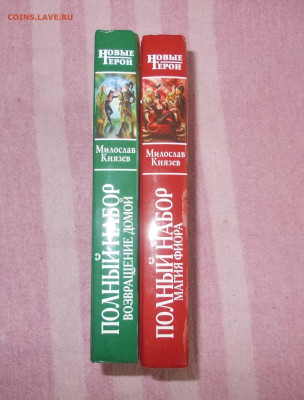 COINS.LAVE.RU
НОВЫЕ
ГЕРОИ
Милослав
Князев
ПОЛНЫЙ НАБОР
ВОЗВРАЩЕНИЕ ДОМОЙ
Э
НОВЫЕ
ГЕРОИ
Милослав
Князев
ПОЛНЫЙ НАБОР
МАГИЯ ФИОРА
Э